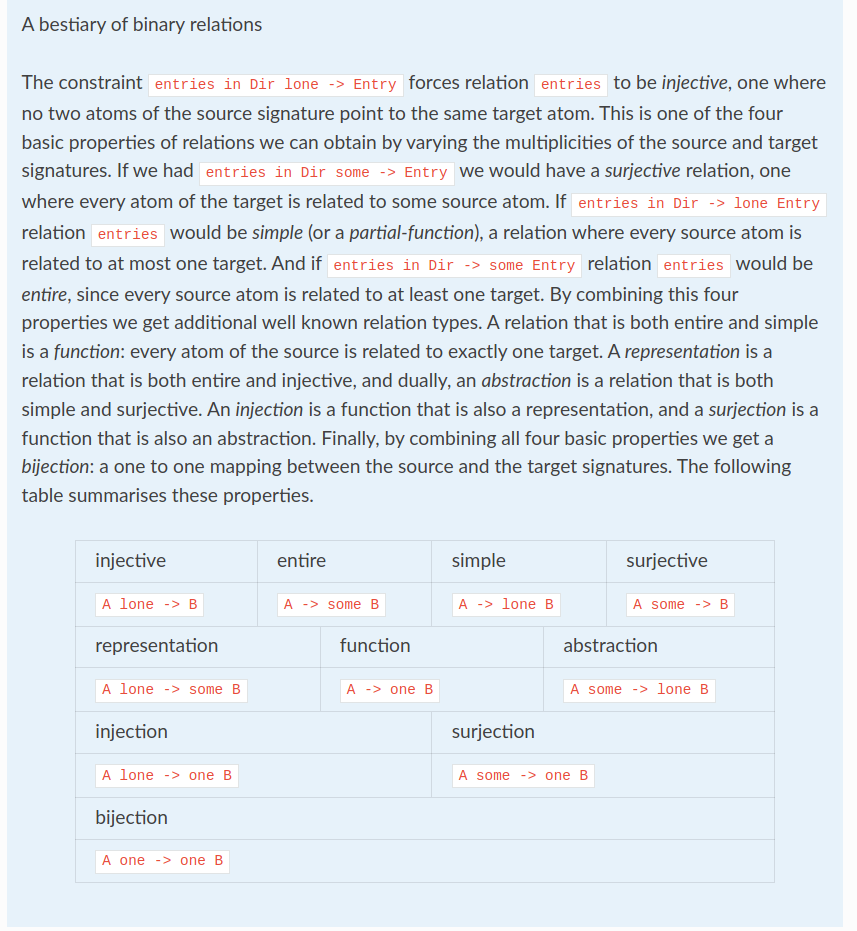 A bestiary of binary relations
The constraint entries in Dir lone -> Entry forces relation entries to be injective, one where
no two atoms of the source signature point to the same target atom. This is one of the four
basic properties of relations we can obtain by varying the multiplicities of the source and target
signatures. If we had entries in Dir some -> Entry we would have a surjective relation, one
where every atom of the target is related to some source atom. If entries in Dir -> lone Entry
relation entries would be simple (or a partial-function), a relation where every source atom is
related to at most one target. And if entries in Dir -> some Entry relation entries would be
entire, since every source atom is related to at least one target. By combining this four
properties we get additional well known relation types. A relation that is both entire and simple
is a function: every atom of the source is related to exactly one target. A representation is a
relation that is both entire and injective, and dually, an abstraction is a relation that is both
simple and surjective. An injection is a function that is also a representation, and a surjection is a
function that is also an abstraction. Finally, by combining all four basic properties we get a
bijection: a one to one mapping between the source and the target signatures. The following
table summarises these properties.
injective entire simple surjective
A lone -> B A -> some B A -> lone B A some -> B
representation function abstraction
A lone -> some B A -> one B A some -> lone B
injection surjection
A lone -> one B A some -> one B
bijection
A one -> one B